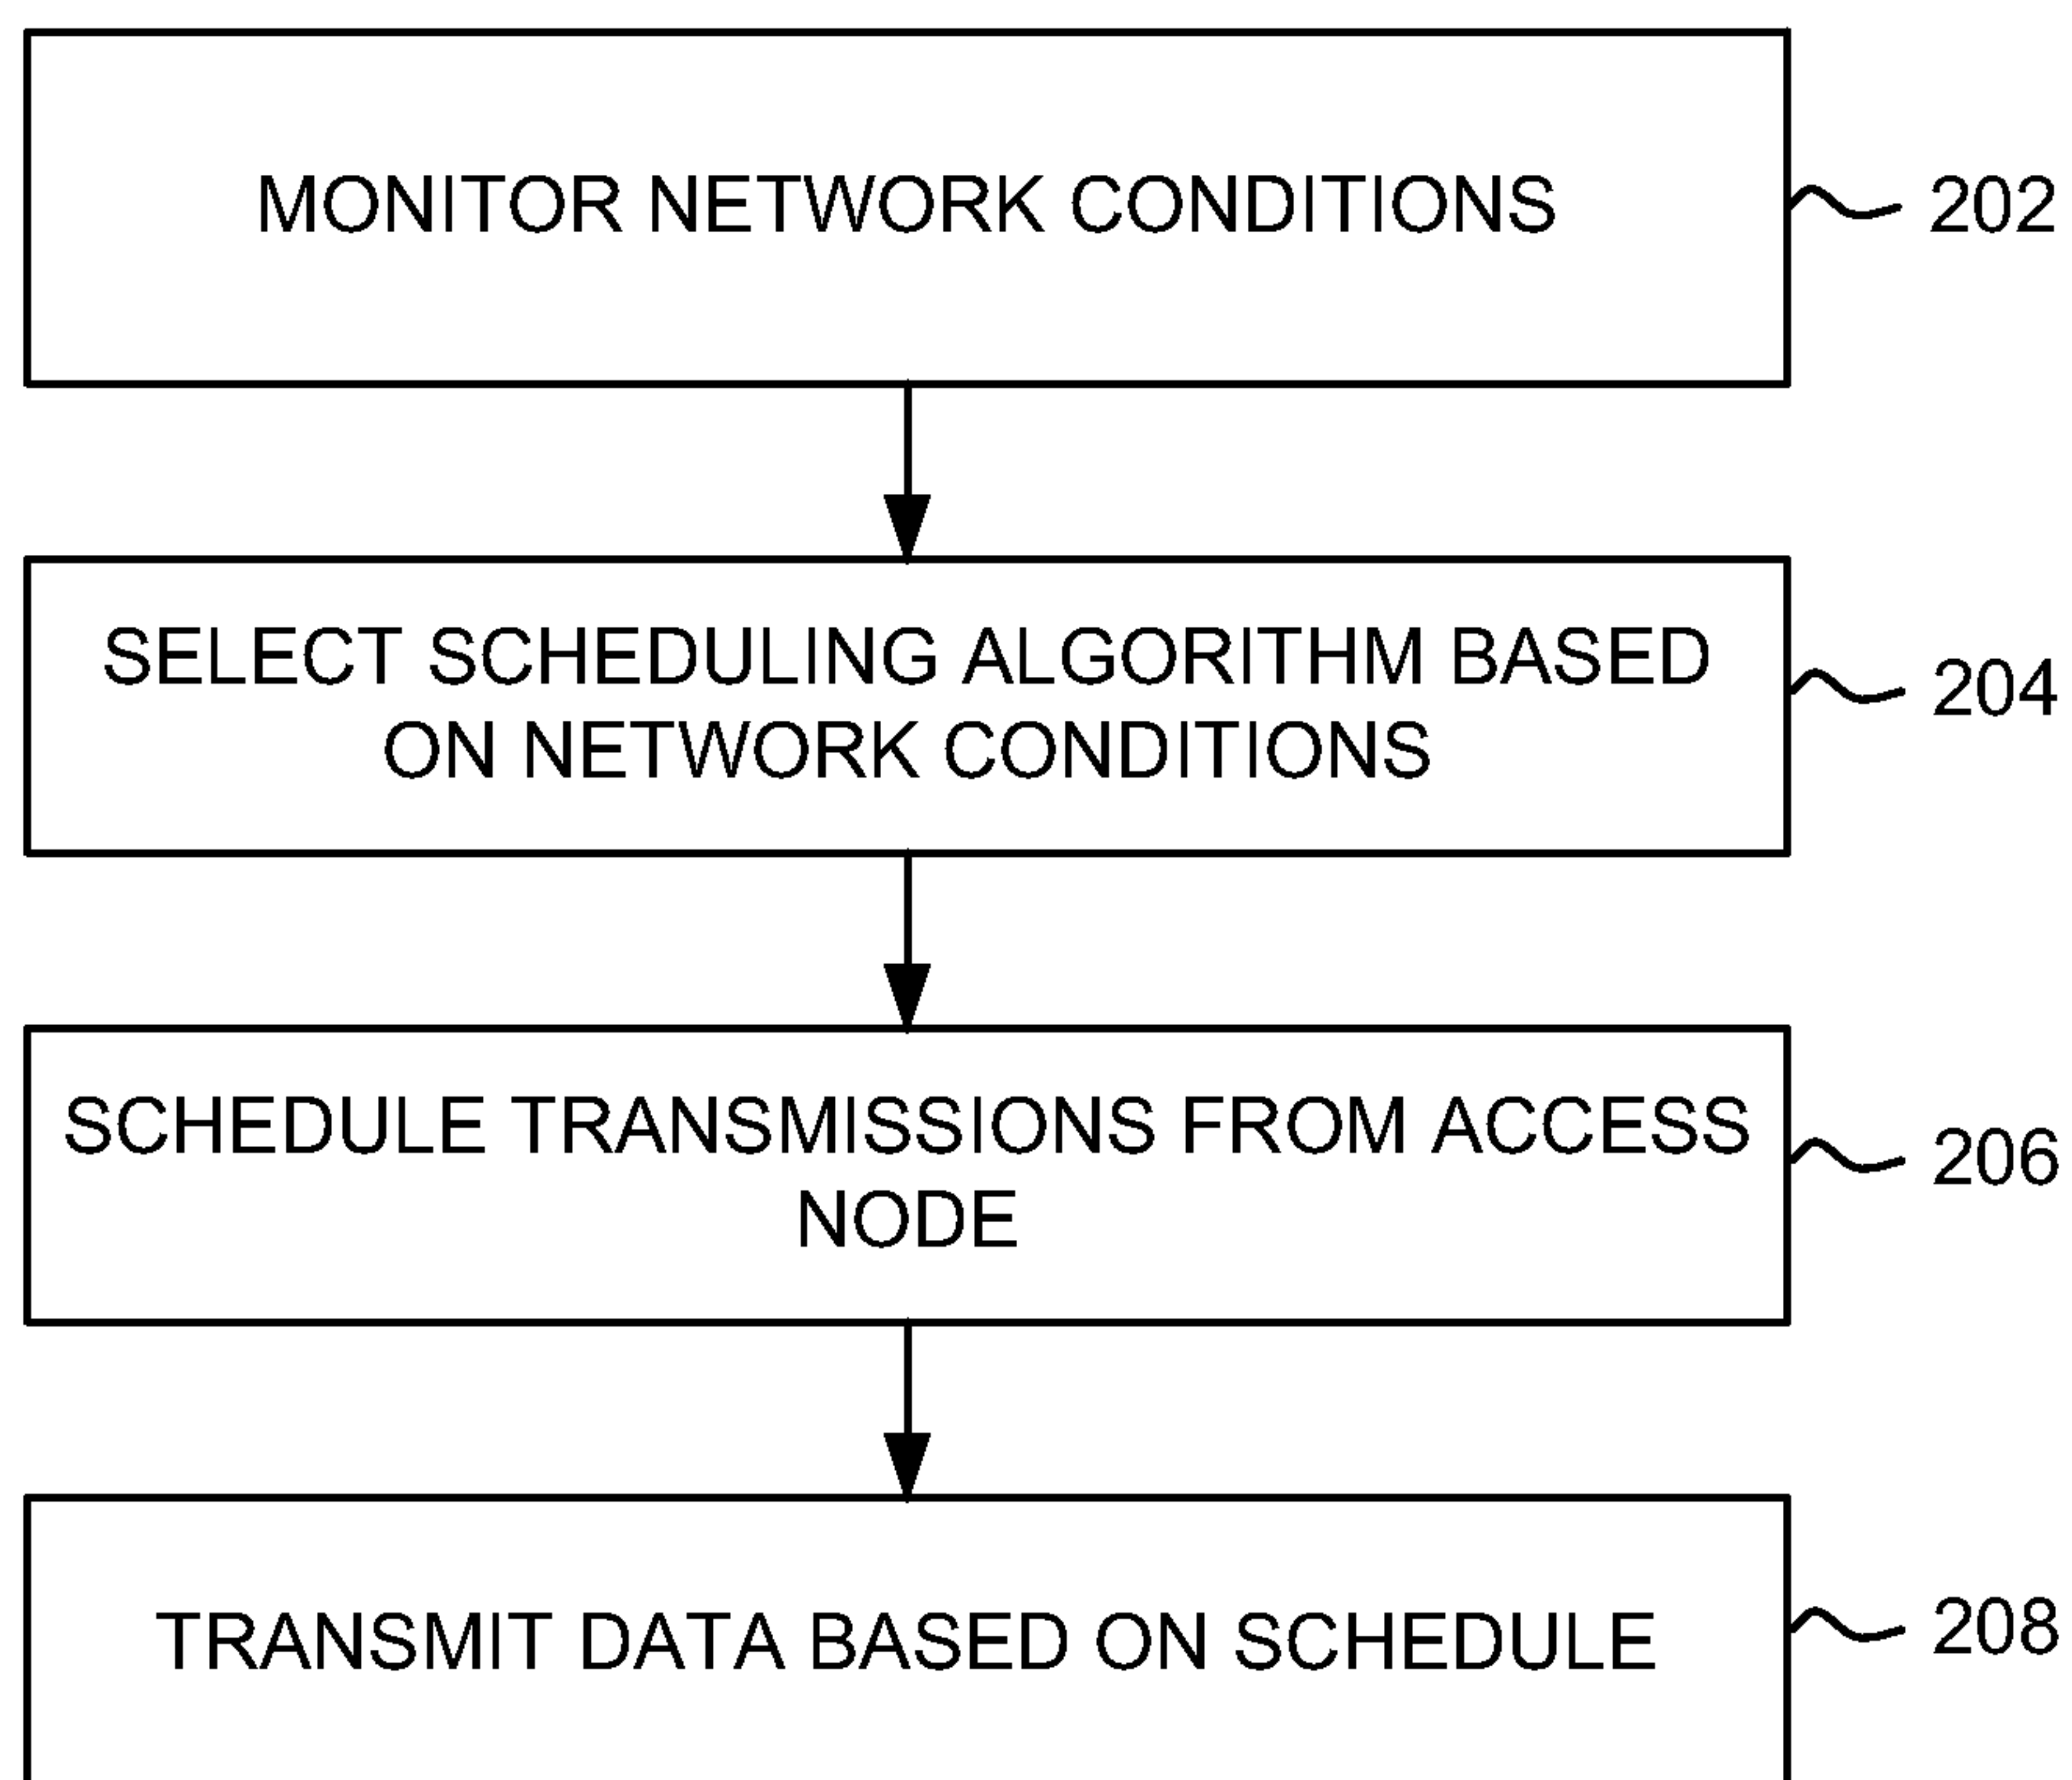 MONITOR NETWORK CONDITIONS
202
SELECT SCHEDULING ALGORITHM BASED
ON NETWORK CONDITIONS
204
SCHEDULE TRANSMISSIONS FROM ACCESS
NODE
206
TRANSMIT DATA BASED ON SCHEDULE
208